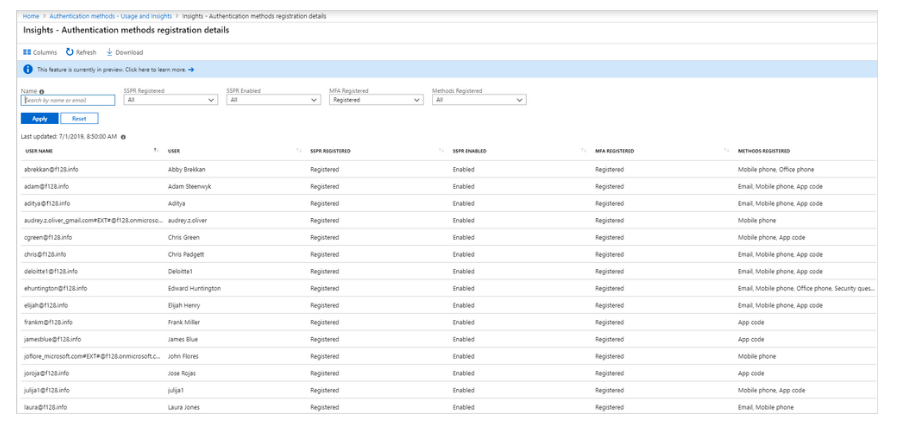 Home > Authentication methods - Usage and Insights > Insights - Authentication methods registration details
Insights - Authentication methods registration details
Columns Refresh Download
This feature is currently in preview. Click here to learn more. →
Name SSPR Registered SSPR Enabled MFA Registered Methods Registered
Search by name or email All All Registered All
Apply Reset
Last updated: 7/1/2019, 8:50:00 AM
USER NAME USER SSPR REGISTERED SSPR ENABLED MFA REGISTERED METHODS REGISTERED
abrekkan@f128.info Abby Brekkan Registered Enabled Registered Mobile phone, Office phone
adam@f128.info Adam Steenwyk Registered Enabled Registered Email, Mobile phone, App code
aditya@f128.info Aditya Registered Enabled Registered Email, Mobile phone, App code
audrey.z.oliver_gmail.com#EXT#@f128.onmicroso... audrey.z.oliver Registered Enabled Registered Mobile phone
cgreen@f128.info Chris Green Registered Enabled Registered Mobile phone, App code
chris@f128.info Chris Padgett Registered Enabled Registered Email, Mobile phone, App code
deloitte1@f128.info Deloitte1 Registered Enabled Registered Email, Mobile phone, App code
ehuntington@f128.info Edward Huntington Registered Enabled Registered Email, Mobile phone, Office phone, Security ques...
elijah@f128.info Elijah Henry Registered Enabled Registered Email, Mobile phone, App code
frankm@f128.info Frank Miller Registered Enabled Registered App code
jamesblue@f128.info James Blue Registered Enabled Registered App code
joflore_microsoft.com#EXT#@f128.onmicrosoft.c... John Flores Registered Enabled Registered Mobile phone
joroja@f128.info Jose Rojas Registered Enabled Registered App code
julija1@f128.info julija1 Registered Enabled Registered Mobile phone, App code
laura@f128.info Laura Jones Registered Enabled Registered Email, Mobile phone